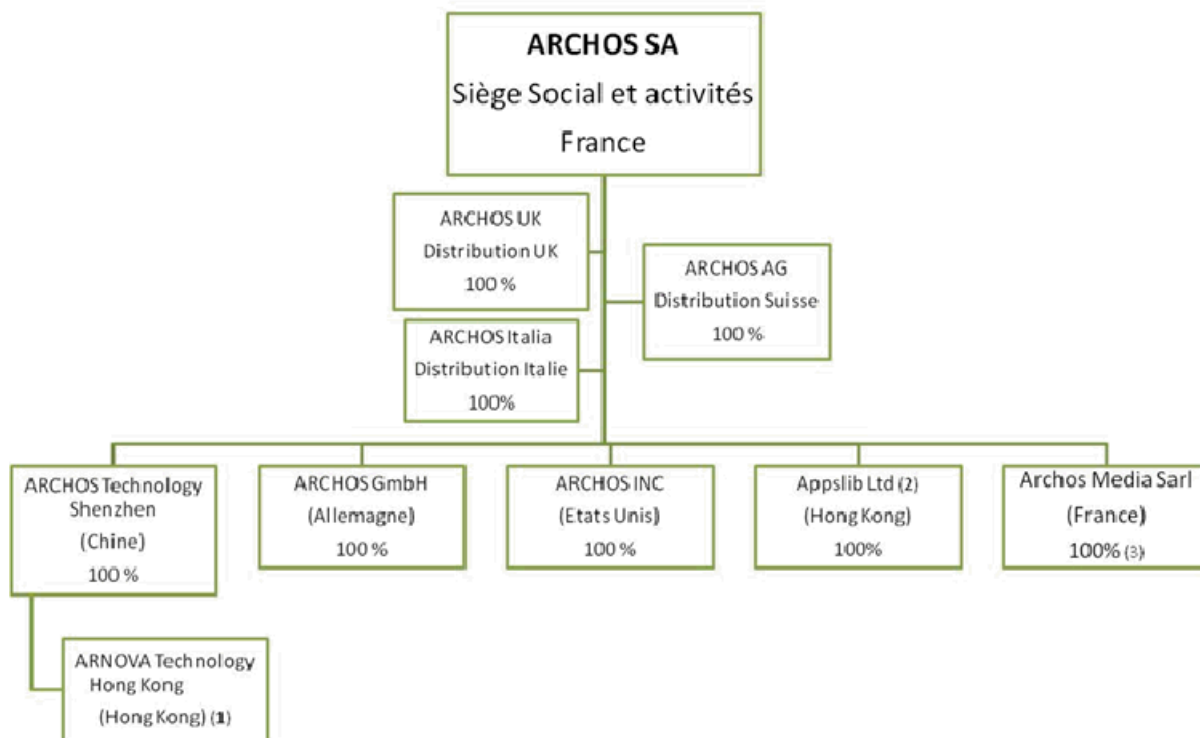 ARCHOS SA
Siège Social et activités
France
ARCHOS UK
Distribution UK
100 %
ARCHOS AG
Distribution Suisse
100 %
ARCHOS Italia
Distribution Italie
100%
ARCHOS Technology
Shenzhen
(Chine)
100 %
ARCHOS GmbH
(Allemagne)
100 %
ARCHOS INC
(Etats Unis)
100 %
Appslib Ltd (2)
(Hong Kong)
100%
Archos Media Sarl
(France)
100% (3)
ARNOVA Technology
Hong Kong
(Hong Kong) (1)